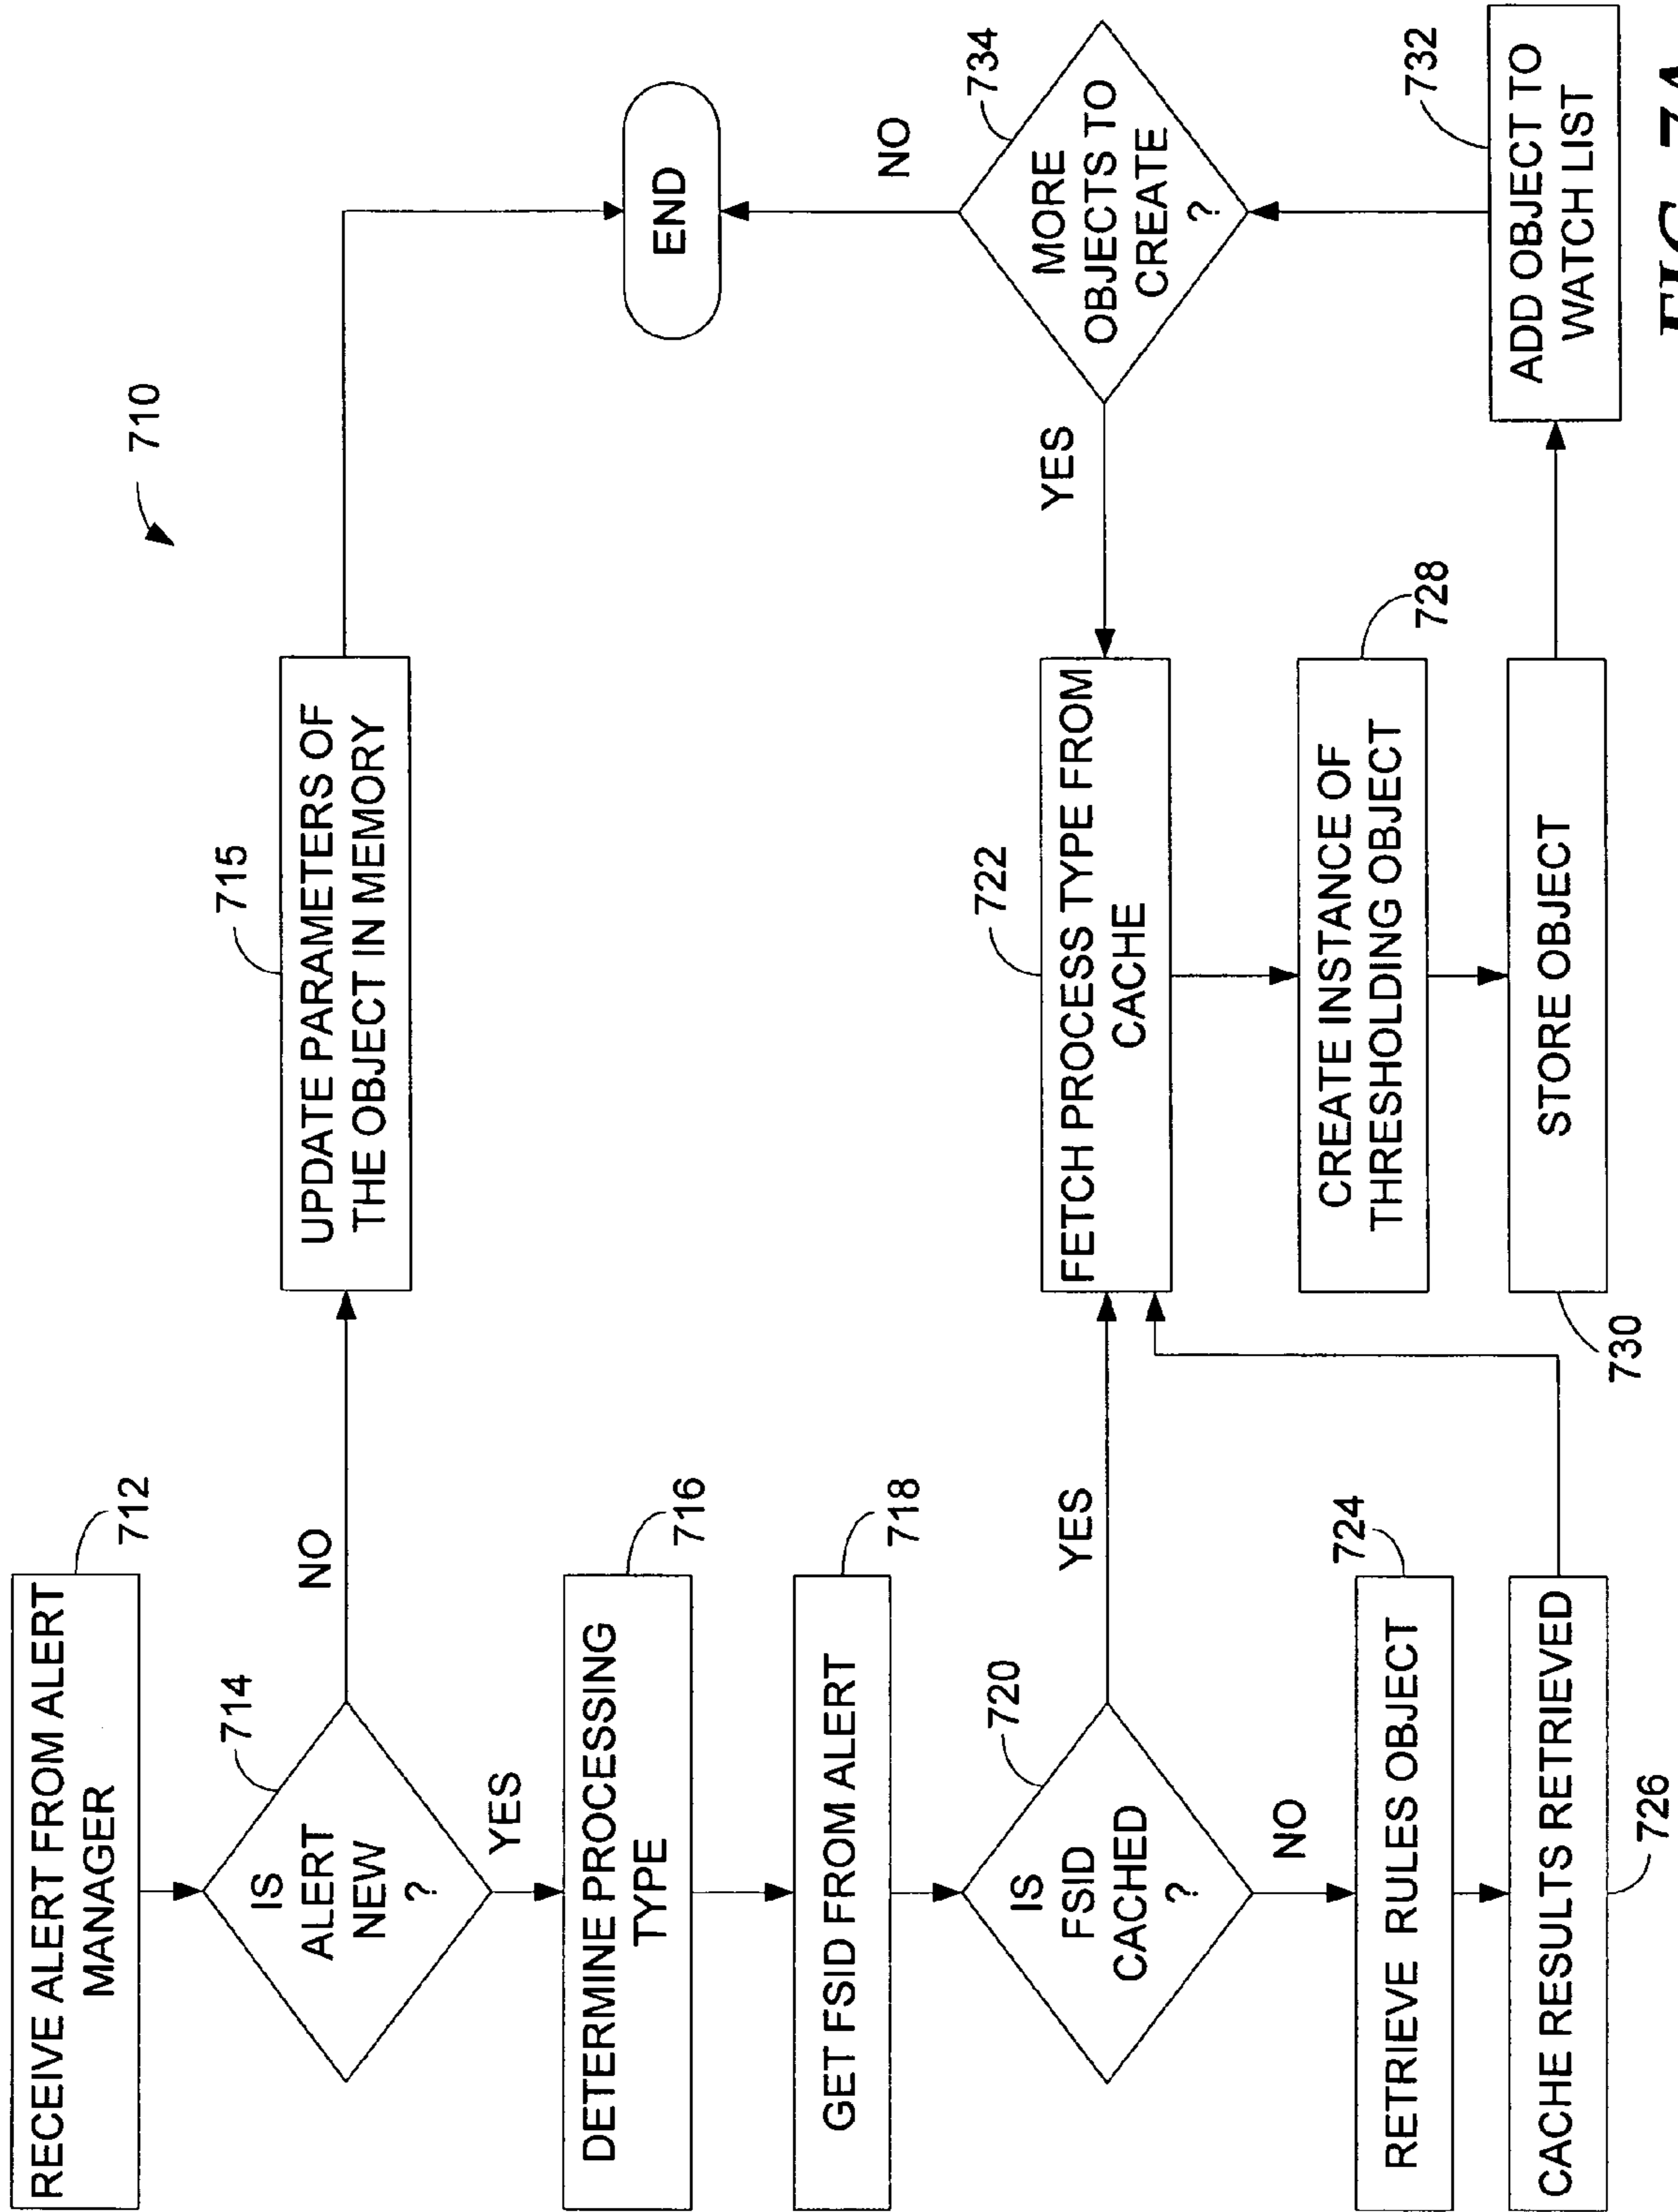 710
RECEIVE ALERT FROM ALERT
MANAGER
712
IS
ALERT
NEW
?
714
NO
UPDATE PARAMETERS OF
THE OBJECT IN MEMORY
715
END
YES
DETERMINE PROCESSING
TYPE
716
GET FSID FROM ALERT
718
IS
FSID
CACHED
?
720
YES
FETCH PROCESS TYPE FROM
CACHE
722
NO
RETRIEVE RULES OBJECT
724
CACHE RESULTS RETRIEVED
726
CREATE INSTANCE OF
THRESHOLDING OBJECT
728
STORE OBJECT
730
ADD OBJECT TO
WATCH LIST
732
MORE
OBJECTS TO
CREATE
?
734
YES
NO
FIG. 7A